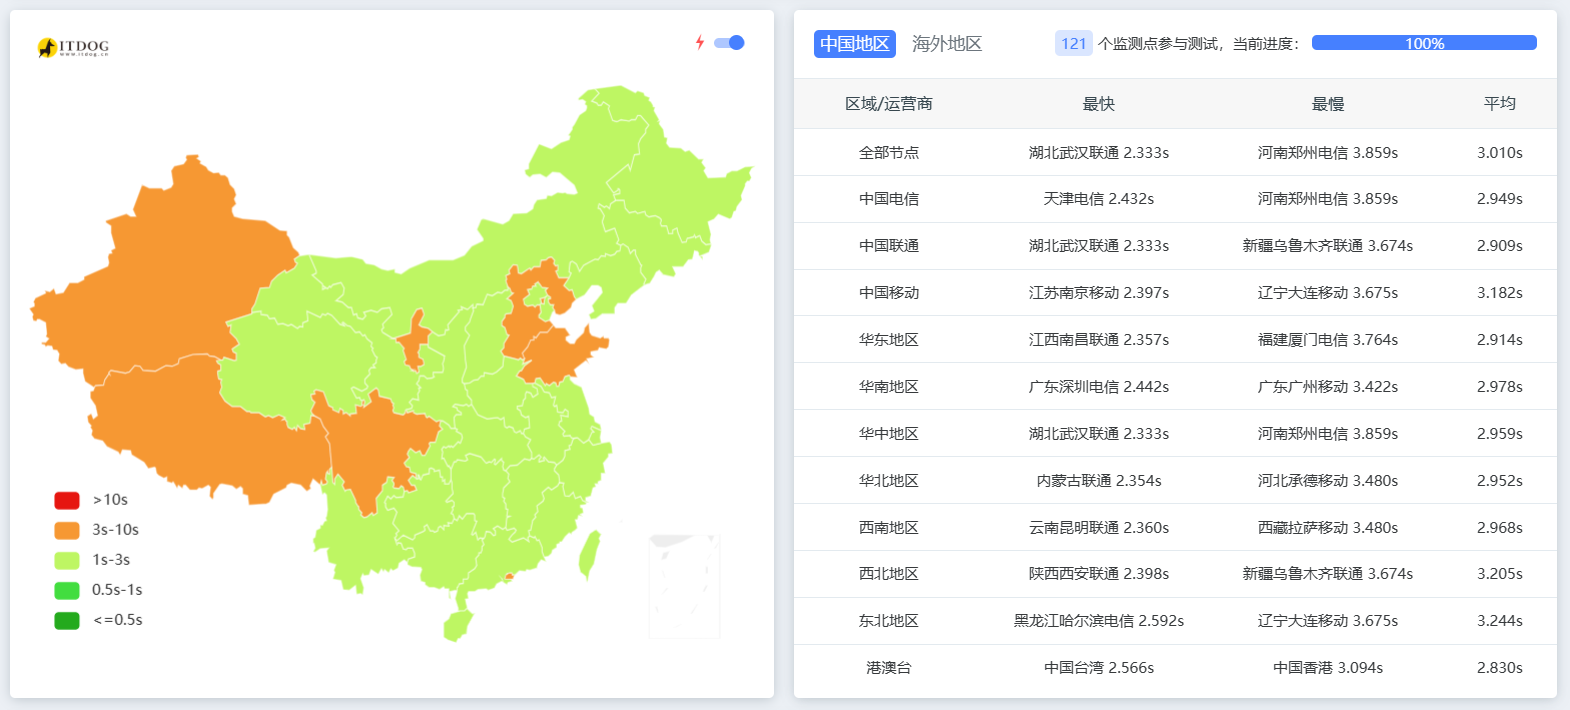 ITDOG
www.itdog.cn
>10s
3s-10s
1s-3s
0.5s-1s
<=0.5s
中国地区 海外地区 121 个监测点参与测试，当前进度： 100%
区域/运营商 最快 最慢 平均
全部节点 湖北武汉联通 2.333s 河南郑州电信 3.859s 3.010s
中国电信 天津电信 2.432s 河南郑州电信 3.859s 2.949s
中国联通 湖北武汉联通 2.333s 新疆乌鲁木齐联通 3.674s 2.909s
中国移动 江苏南京移动 2.397s 辽宁大连移动 3.675s 3.182s
华东地区 江西南昌联通 2.357s 福建厦门电信 3.764s 2.914s
华南地区 广东深圳电信 2.442s 广东广州移动 3.422s 2.978s
华中地区 湖北武汉联通 2.333s 河南郑州电信 3.859s 2.959s
华北地区 内蒙古联通 2.354s 河北承德移动 3.480s 2.952s
西南地区 云南昆明联通 2.360s 西藏拉萨移动 3.480s 2.968s
西北地区 陕西西安联通 2.398s 新疆乌鲁木齐联通 3.674s 3.205s
东北地区 黑龙江哈尔滨电信 2.592s 辽宁大连移动 3.675s 3.244s
港澳台 中国台湾 2.566s 中国香港 3.094s 2.830s